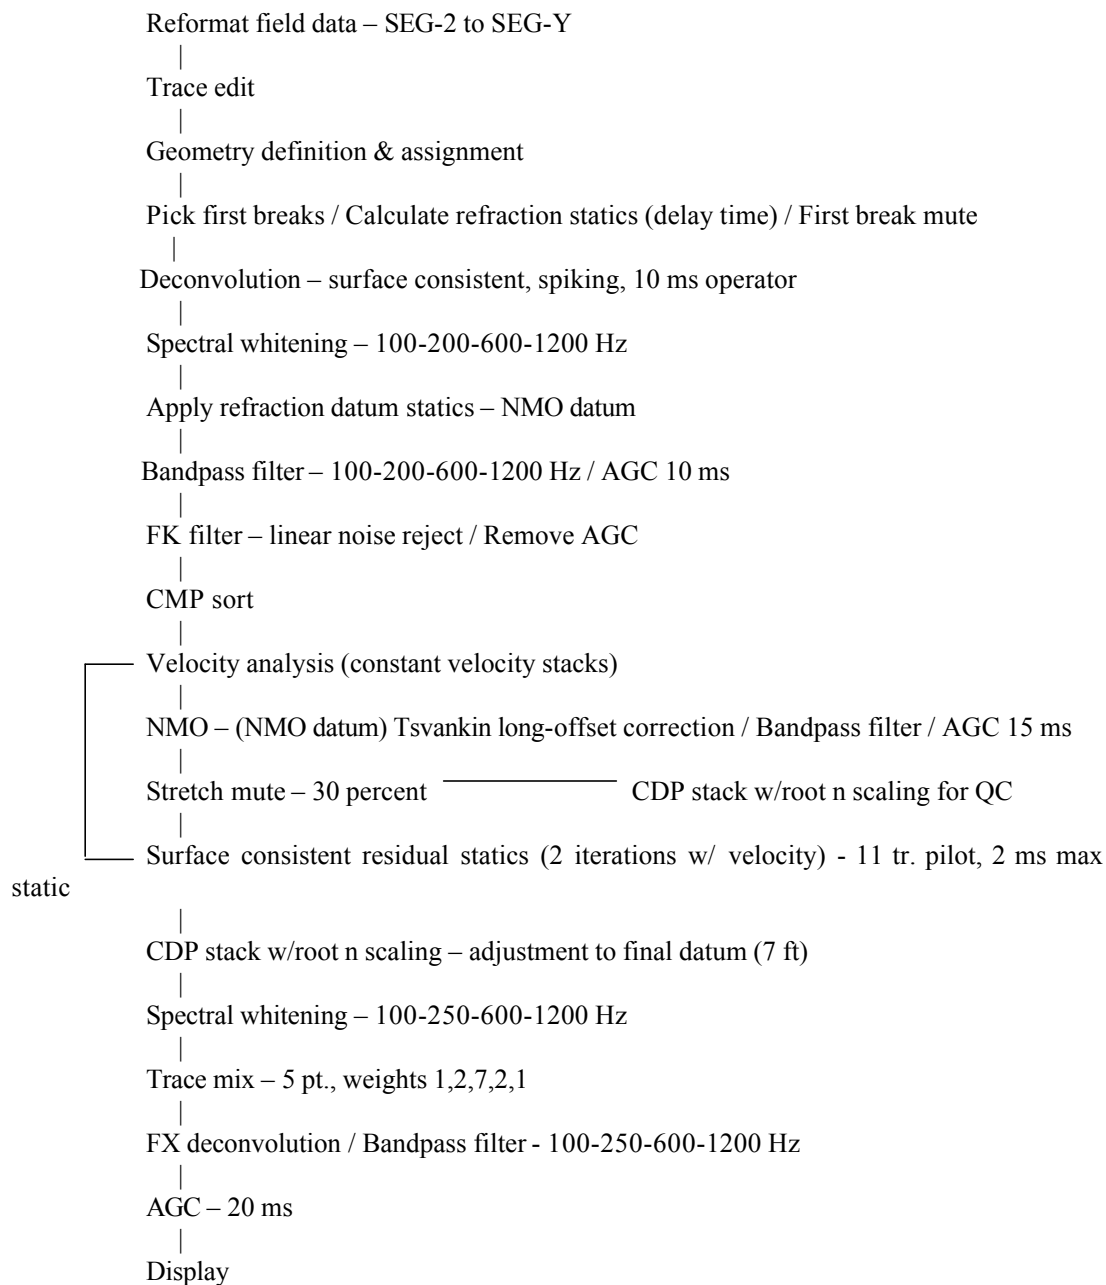 Reformat field data – SEG-2 to SEG-Y
Trace edit
Geometry definition & assignment
Pick first breaks / Calculate refraction statics (delay time) / First break mute
Deconvolution – surface consistent, spiking, 10 ms operator
Spectral whitening – 100-200-600-1200 Hz
Apply refraction datum statics – NMO datum
Bandpass filter – 100-200-600-1200 Hz / AGC 10 ms
FK filter – linear noise reject / Remove AGC
CMP sort
Velocity analysis (constant velocity stacks)
NMO – (NMO datum) Tsvankin long-offset correction / Bandpass filter / AGC 15 ms
Stretch mute – 30 percent CDP stack w/root n scaling for QC
Surface consistent residual statics (2 iterations w/ velocity) - 11 tr. pilot, 2 ms max
static
CDP stack w/root n scaling – adjustment to final datum (7 ft)
Spectral whitening – 100-250-600-1200 Hz
Trace mix – 5 pt., weights 1,2,7,2,1
FX deconvolution / Bandpass filter - 100-250-600-1200 Hz
AGC – 20 ms
Display